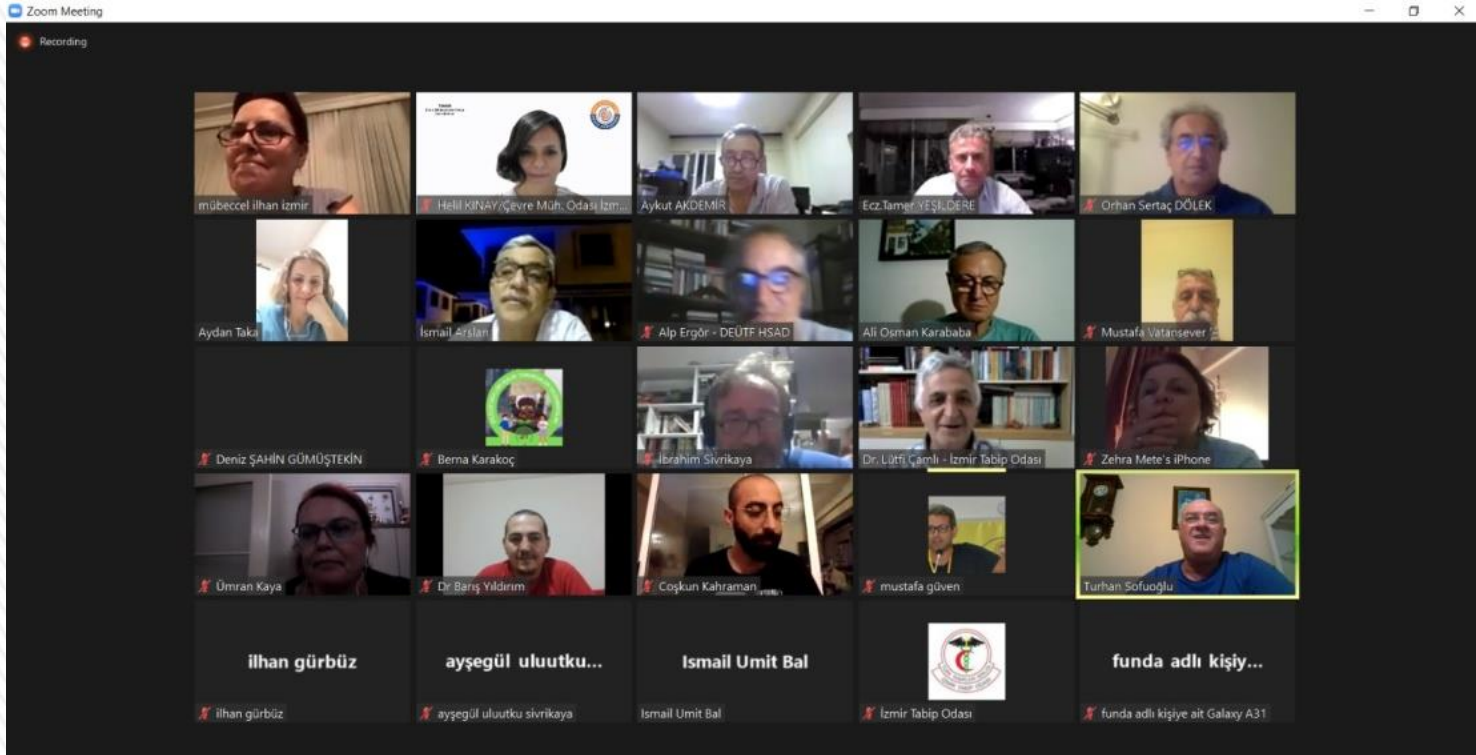 Zoom Meeting
Recording
mübeccel ilhan izmir
Helil KINAY/Çevre Müh. Odası İzm...
Aykut AKDEMİR
Ecz.Tamer YEŞİLDERE
Orhan Sertaç DÖLEK
Aydan Taka
İsmail Arslan
Alp Ergör - DEÜTF HSAD
Ali Osman Karababa
Mustafa Vatansever
Deniz ŞAHİN GÜMÜŞTEKİN
Berna Karakoç
İbrahim Sivrikaya
Dr. Lütfi Çamlı - İzmir Tabip Odası
Zehra Mete's iPhone
Ümran Kaya
Dr Barış Yıldırım
Coşkun Kahraman
mustafa güven
Turhan Sofuoğlu
ilhan gürbüz
ayşegül uluutku...
Ismail Umit Bal
funda adlı kişiy...
ilhan gürbüz
ayşegül uluutku sivrikaya
Ismail Umit Bal
İzmir Tabip Odası
funda adlı kişiye ait Galaxy A31